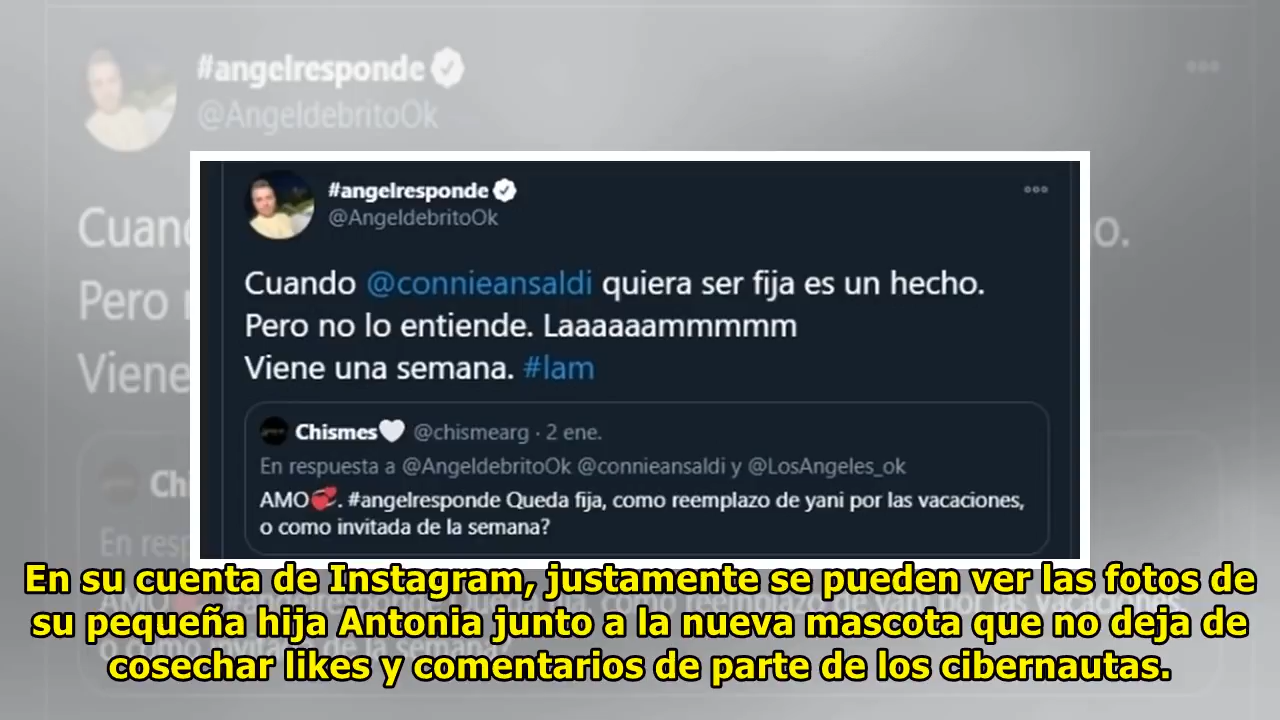 #angelresponde
@AngeldebritoOk
#angelresponde
@AngeldebritoOk
Cuando @connieansaldi quiera ser fija es un hecho.
Pero no lo entiende. Laaaaaammmmm
Viene una semana. #lam
Chismes🤍 @chismearg · 2 ene.
En respuesta a @AngeldebritoOk @connieansaldi y @LosAngeles_ok
AMO💞. #angelresponde Queda fija, como reemplazo de yani por las vacaciones,
o como invitada de la semana?
En su cuenta de Instagram, justamente se pueden ver las fotos de
su pequeña hija Antonia junto a la nueva mascota que no deja de
cosechar likes y comentarios de parte de los cibernautas.